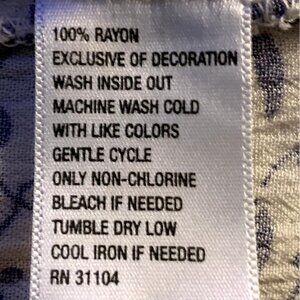 100% RAYON
EXCLUSIVE OF DECORATION
WASH INSIDE OUT
MACHINE WASH COLD
WITH LIKE COLORS
GENTLE CYCLE
ONLY NON-CHLORINE
BLEACH IF NEEDED
TUMBLE DRY LOW
COOL IRON IF NEEDED
RN 31104